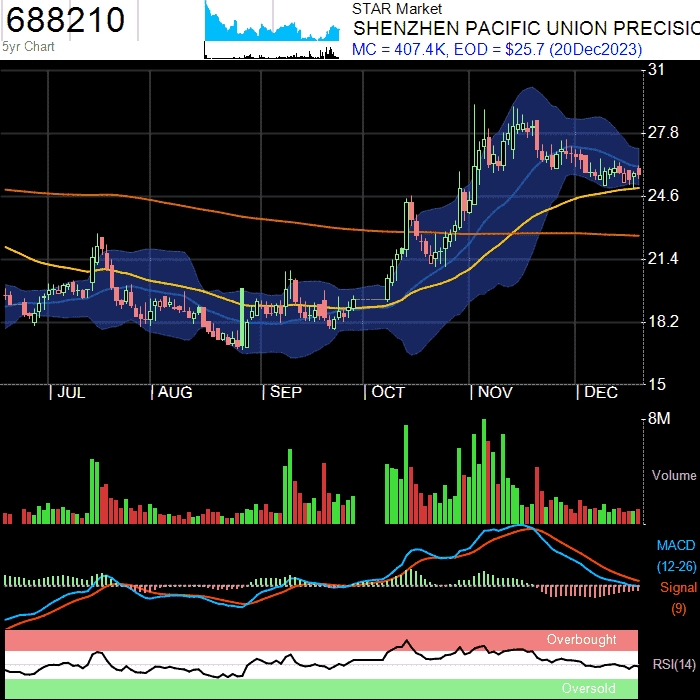 688210
5yr Chart
STAR Market
SHENZHEN PACIFIC UNION PRECISIO
MC = 407.4K, EOD = $25.7 (20Dec2023)
31
27.8
24.6
21.4
18.2
15
| JUL | AUG | SEP | OCT | NOV | DEC
8M
Volume
MACD
(12-26)
Signal
(9)
Overbought
RSI(14)
Oversold